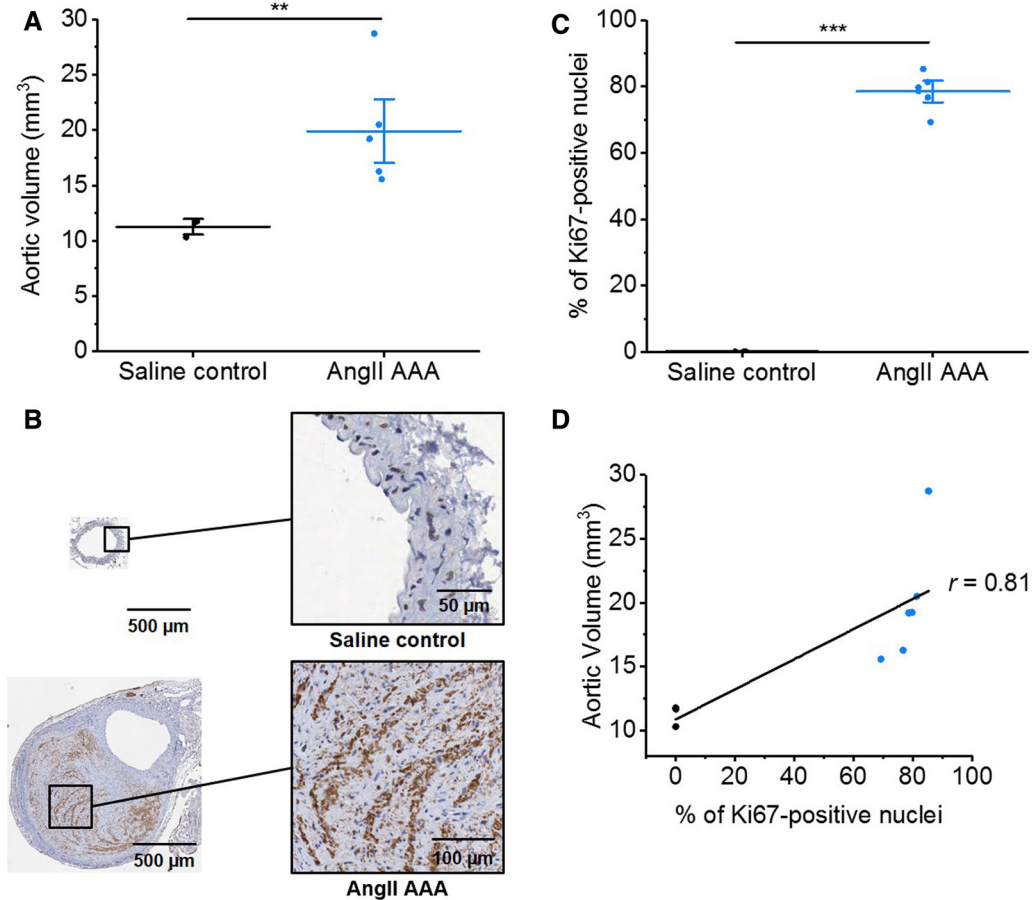 A
**
Aortic volume (mm³)
30
25
20
15
10
5
0
Saline control
AngII AAA
C
***
% of Ki67-positive nuclei
100
80
60
40
20
0
Saline control
AngII AAA
B
500 µm
50 µm
Saline control
500 µm
100 µm
AngII AAA
D
Aortic Volume (mm³)
30
25
20
15
10
r = 0.81
0
20
40
60
80
100
% of Ki67-positive nuclei